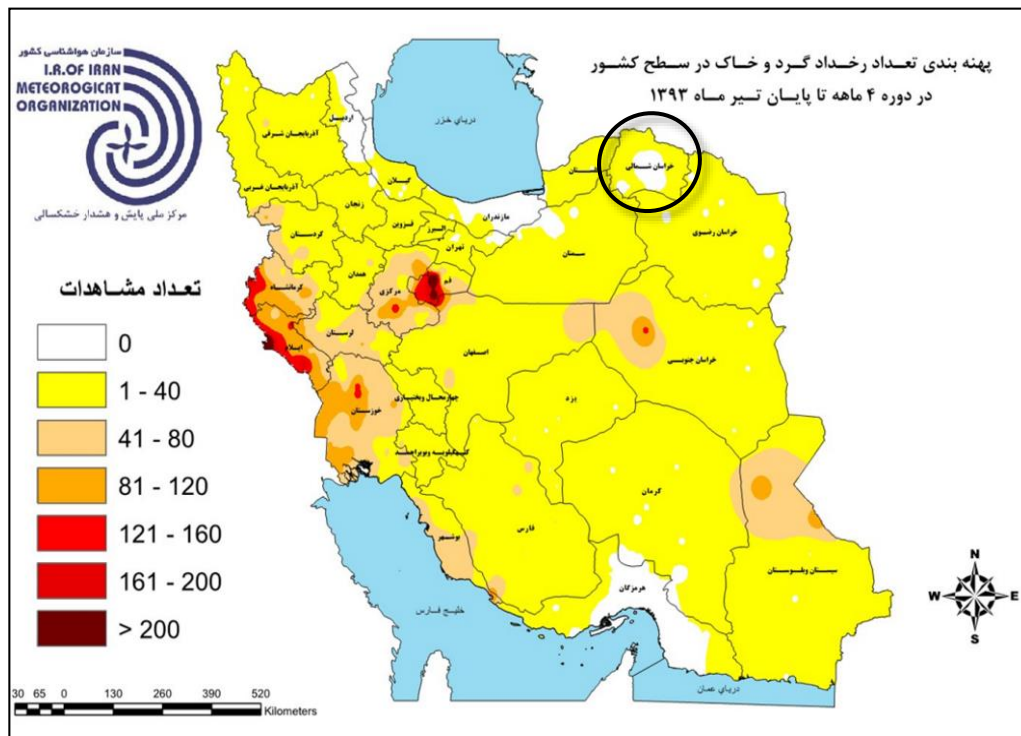 سازمان هواشناسی کشور
I.R.OF IRAN
METEOROGICAT
ORGANIZATION
مرکز ملی پایش و هشدار خشکسالی
پهنه بندی تعداد رخداد گرد و خاک در سطح کشور
در دوره ۴ ماهه تا پایان تیر ماه ۱۳۹۳
دریای خزر
اردبیل
آذربایجان شرقی
آذربایجان غربی
گیلان
زنجان
قزوین
البرز
مازندران
تهران
سمنان
خراسان شمالی
خراسان رضوی
کردستان
همدان
کرمانشاه
مرکزی
قم
لرستان
ایلام
اصفهان
خراسان جنوبی
خوزستان
چهارمحال وبختیاری
یزد
کهگیلویه و بویراحمد
کرمان
فارس
بوشهر
هرمزگان
سیستان وبلوچستان
خلیج فارس
دریای عمان
تعداد مشاهدات
0
1 - 40
41 - 80
81 - 120
121 - 160
161 - 200
> 200
N
W E
S
30 65 0 130 260 390 520
Kilometers